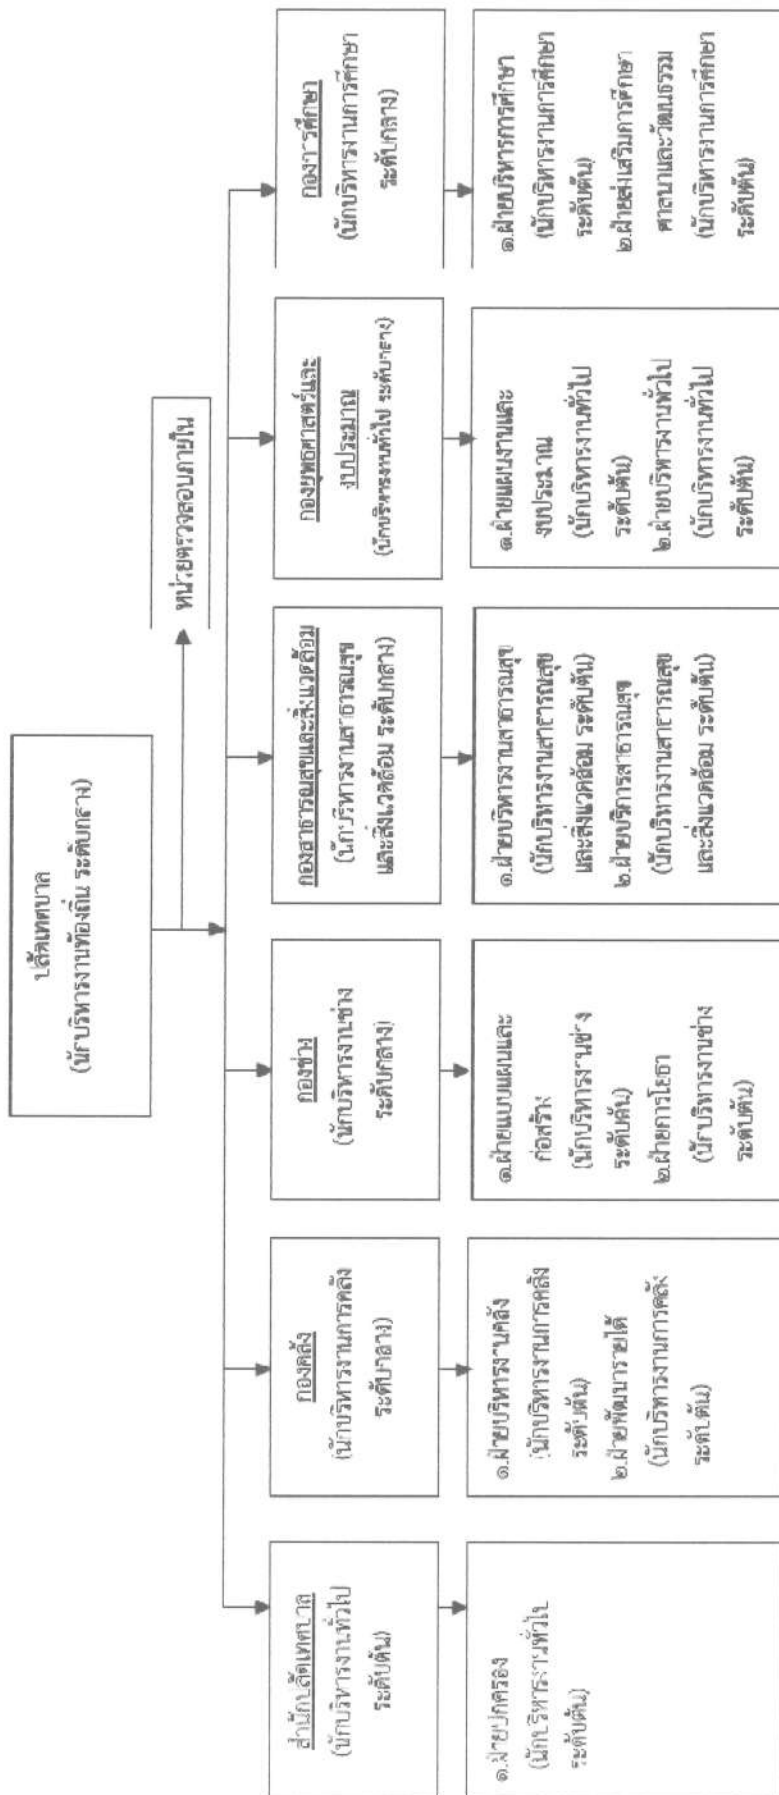 ปลัดเทศบาล
(นักบริหารงานท้องถิ่น ระดับกลาง)
หน่วยตรวจสอบภายใน
สำนักปลัดเทศบาล
(นักบริหารงานทั่วไป
ระดับต้น)
กองคลัง
(นักบริหารงานการคลัง
ระดับกลาง)
กองช่าง
(นักบริหารงานช่าง
ระดับกลาง)
กองสาธารณสุขและสิ่งแวดล้อม
(นักบริหารงานสาธารณสุข
และสิ่งแวดล้อม ระดับกลาง)
กองยุทธศาสตร์และ
งบประมาณ
(นักบริหารงานทั่วไป ระดับกลาง)
กองการศึกษา
(นักบริหารงานการศึกษา
ระดับกลาง)
๑.ฝ่ายปกครอง
(นักบริหารงานทั่วไป
ระดับต้น)
๑.ฝ่ายบริหารงานคลัง
(นักบริหารงานการคลัง
ระดับต้น)
๒.ฝ่ายพัฒนารายได้
(นักบริหารงานการคลัง
ระดับต้น)
๑.ฝ่ายแบบแผนและ
ก่อสร้าง
(นักบริหารงานช่าง
ระดับต้น)
๒.ฝ่ายการโยธา
(นักบริหารงานช่าง
ระดับต้น)
๑.ฝ่ายบริหารงานสาธารณสุข
(นักบริหารงานสาธารณสุข
และสิ่งแวดล้อม ระดับต้น)
๒.ฝ่ายบริการสาธารณสุข
(นักบริหารงานสาธารณสุข
และสิ่งแวดล้อม ระดับต้น)
๑.ฝ่ายแผนงานและ
งบประมาณ
(นักบริหารงานทั่วไป
ระดับต้น)
๒.ฝ่ายบริหารงานทั่วไป
(นักบริหารงานทั่วไป
ระดับต้น)
๑.ฝ่ายบริหารการศึกษา
(นักบริหารงานการศึกษา
ระดับต้น)
๒.ฝ่ายส่งเสริมการศึกษา
ศาสนาและวัฒนธรรม
(นักบริหารงานการศึกษา
ระดับต้น)